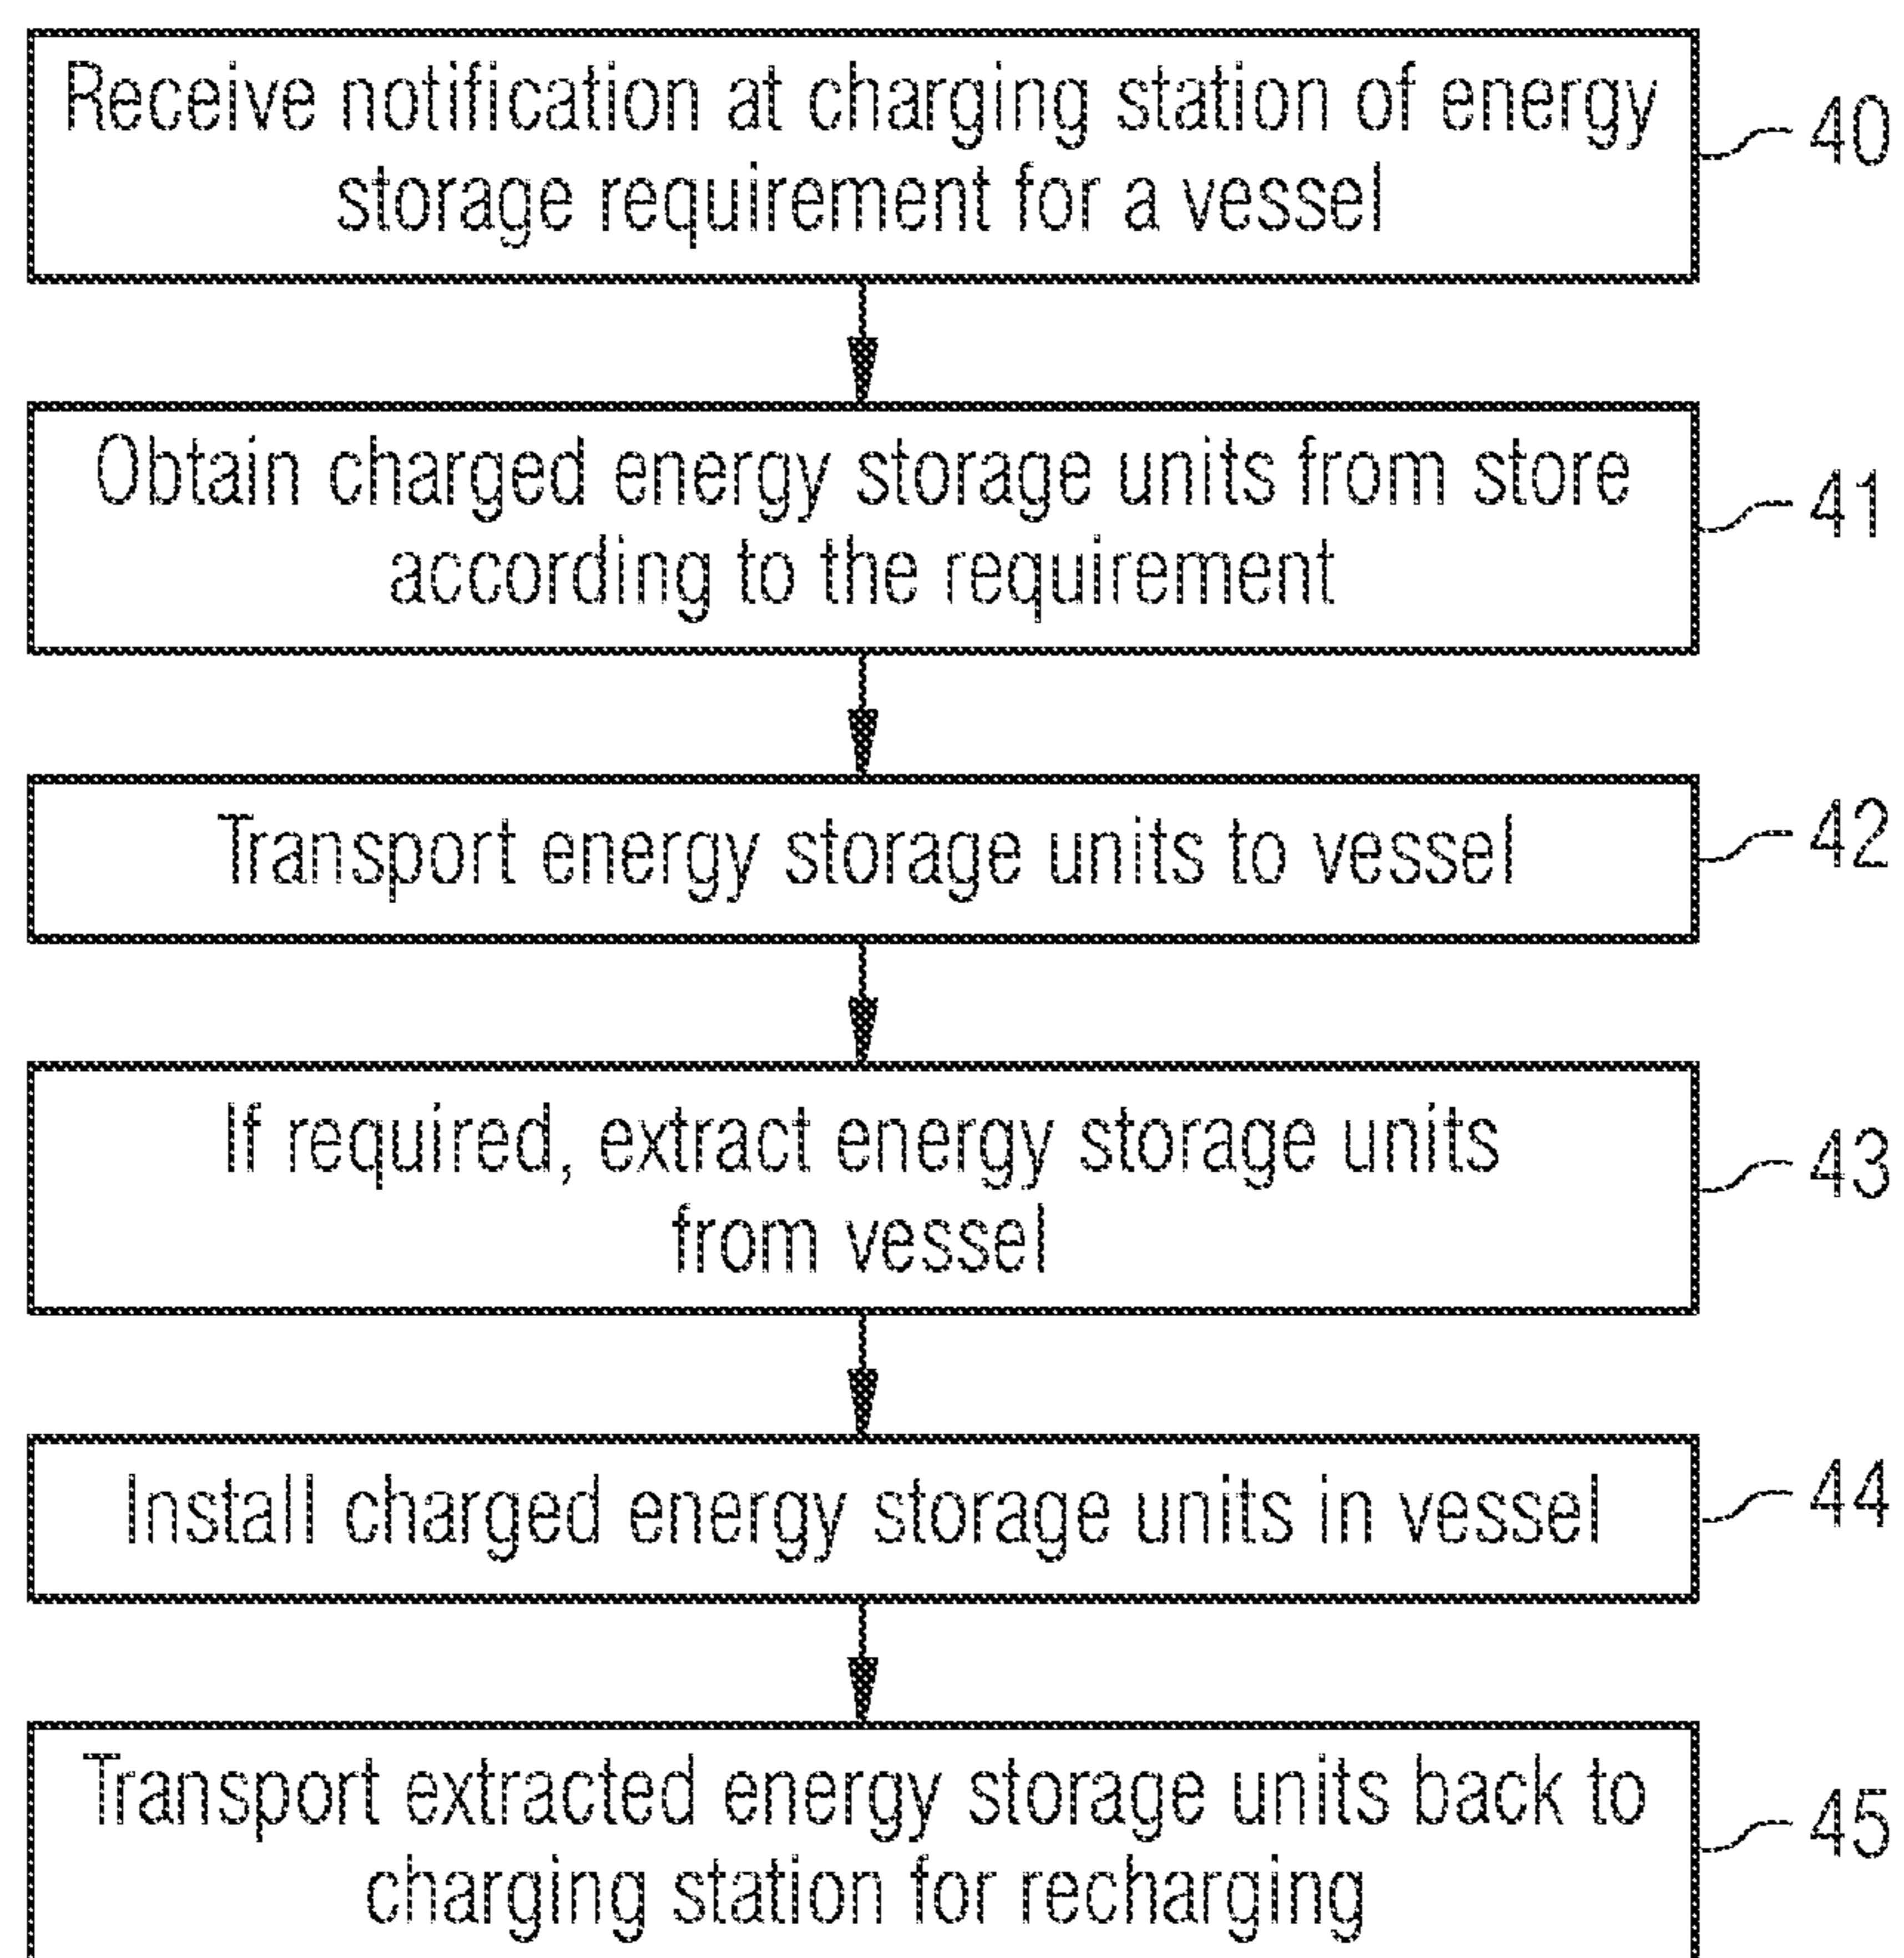 Receive notification at charging station of energy
storage requirement for a vessel
40
Obtain charged energy storage units from store
according to the requirement
41
Transport energy storage units to vessel
42
If required, extract energy storage units
from vessel
43
Install charged energy storage units in vessel
44
Transport extracted energy storage units back to
charging station for recharging
45